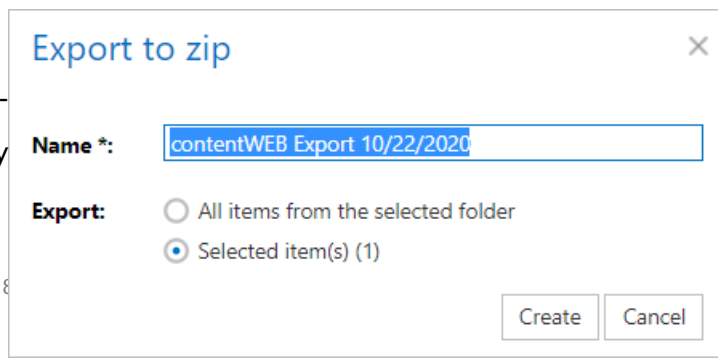 Export to zip
Name *: contentWEB Export 10/22/2020
Export: All items from the selected folder
Selected item(s) (1)
Create Cancel